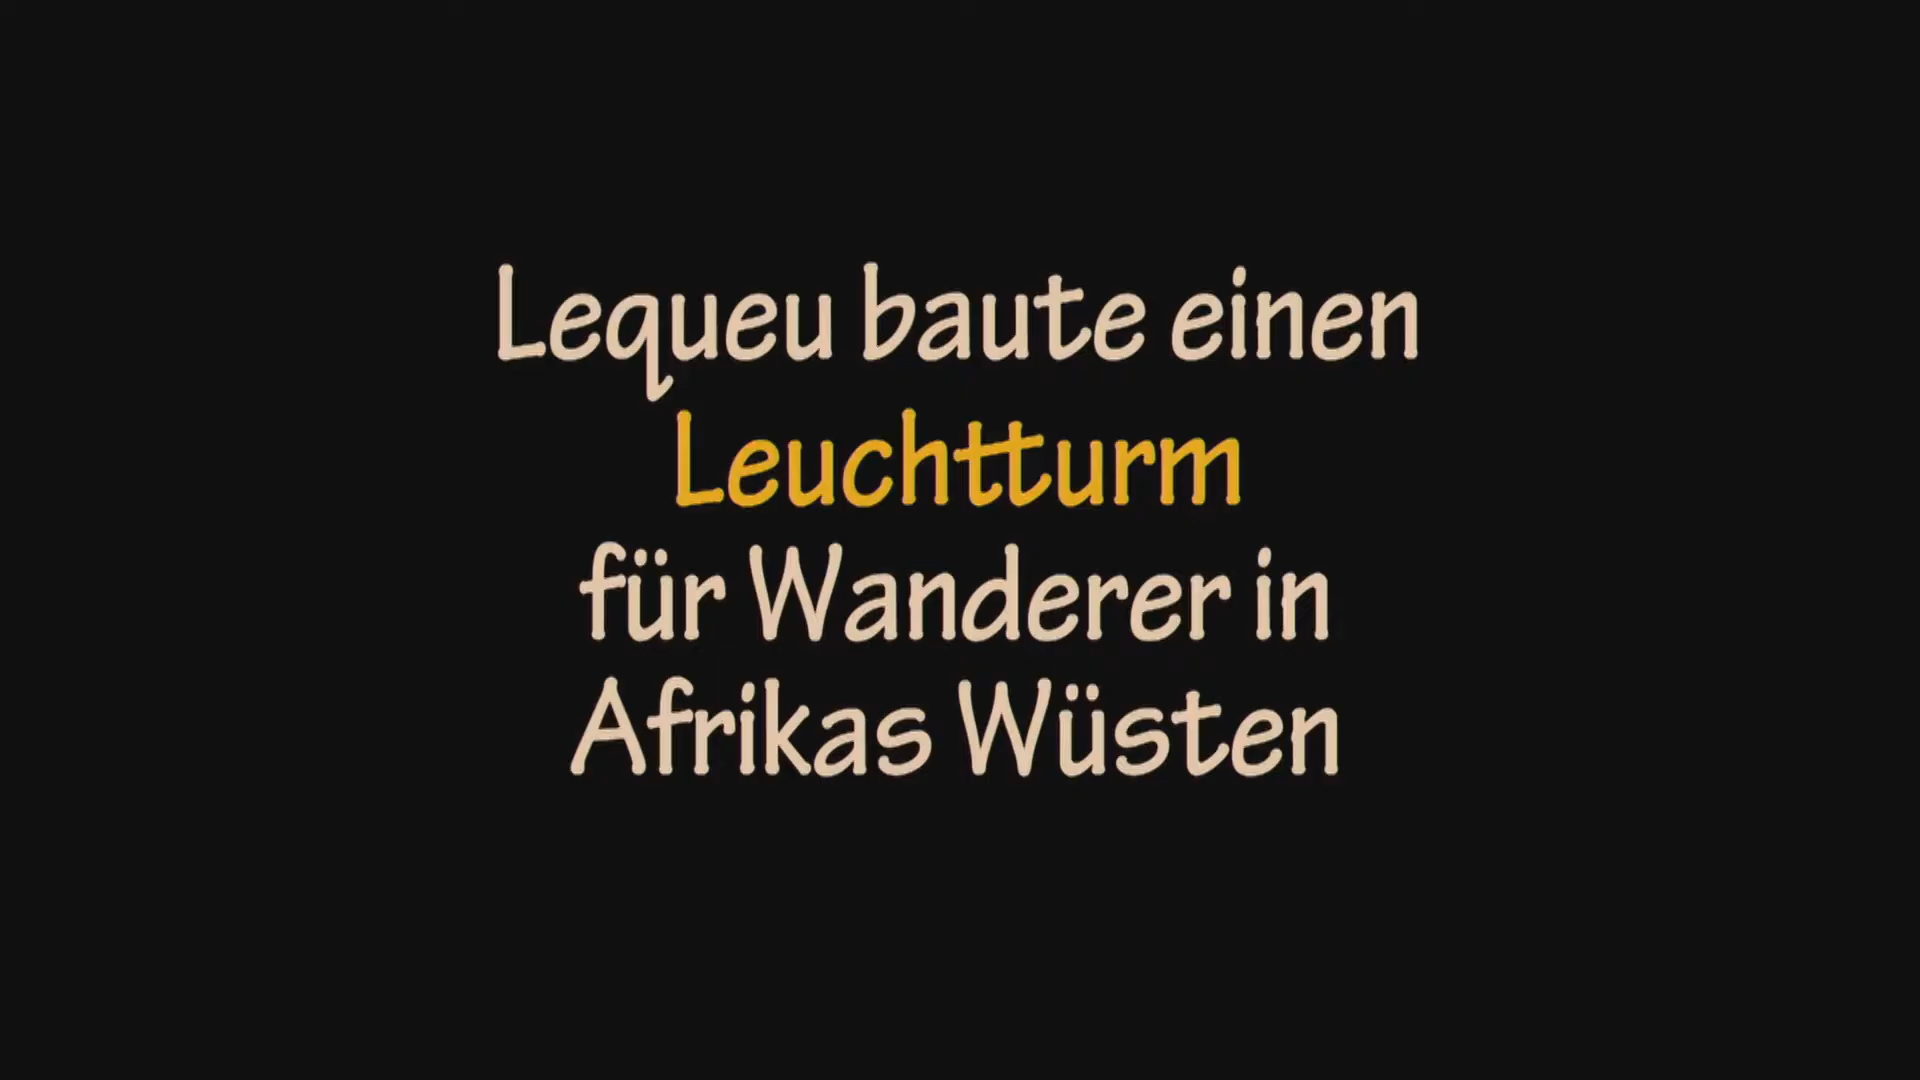 Lequeu baute einen
Leuchtturm
für Wanderer in
Afrikas Wüsten